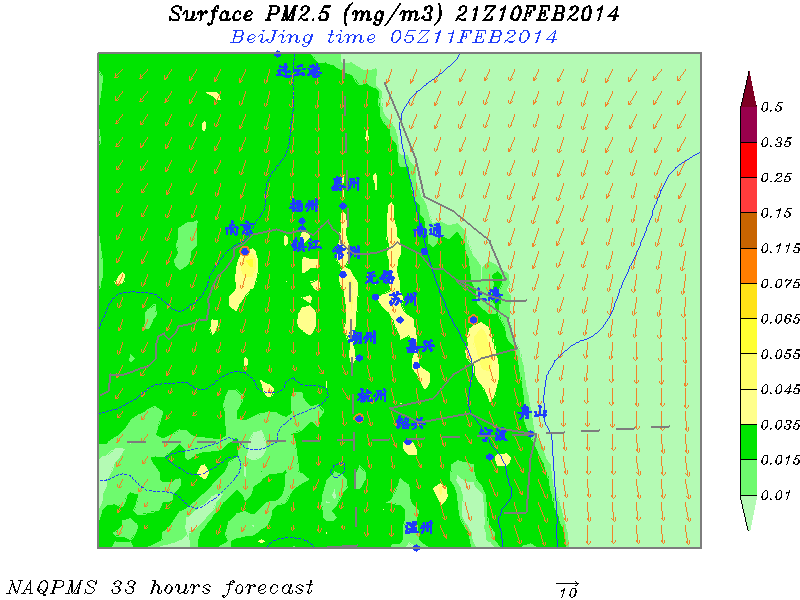 Surface PM2.5 (mg/m3) 21Z10FEB2014
BeiJing time 05Z11FEB2014
连云港
泰州
扬州
南京
南通
镇江
常州
无锡
苏州
上海
湖州
嘉兴
杭州
舟山
绍兴
宁波
温州
0.5
0.35
0.25
0.15
0.115
0.075
0.065
0.055
0.045
0.035
0.015
0.01
NAQPMS 33 hours forecast
10